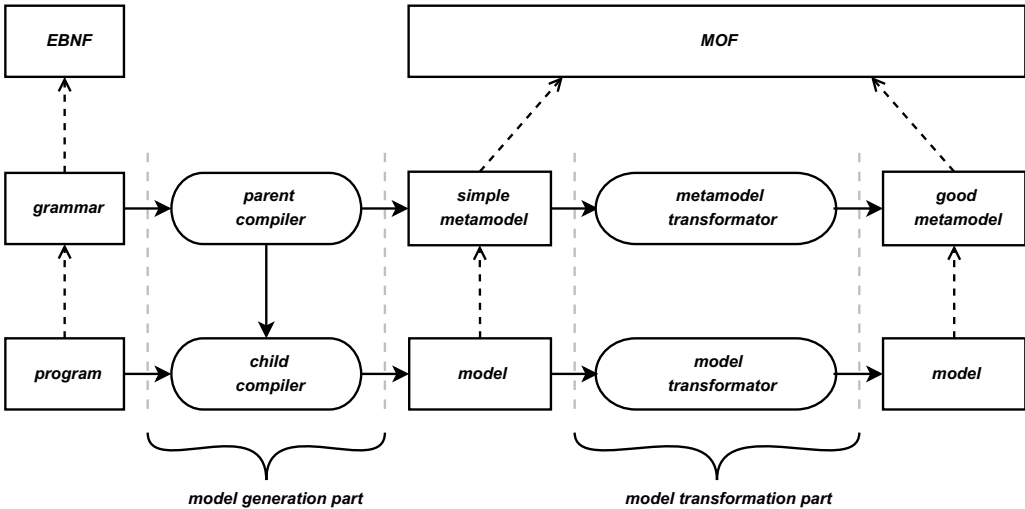 EBNF
MOF
grammar
parent
compiler
simple
metamodel
metamodel
transformator
good
metamodel
program
child
compiler
model
model
transformator
model
model generation part
model transformation part